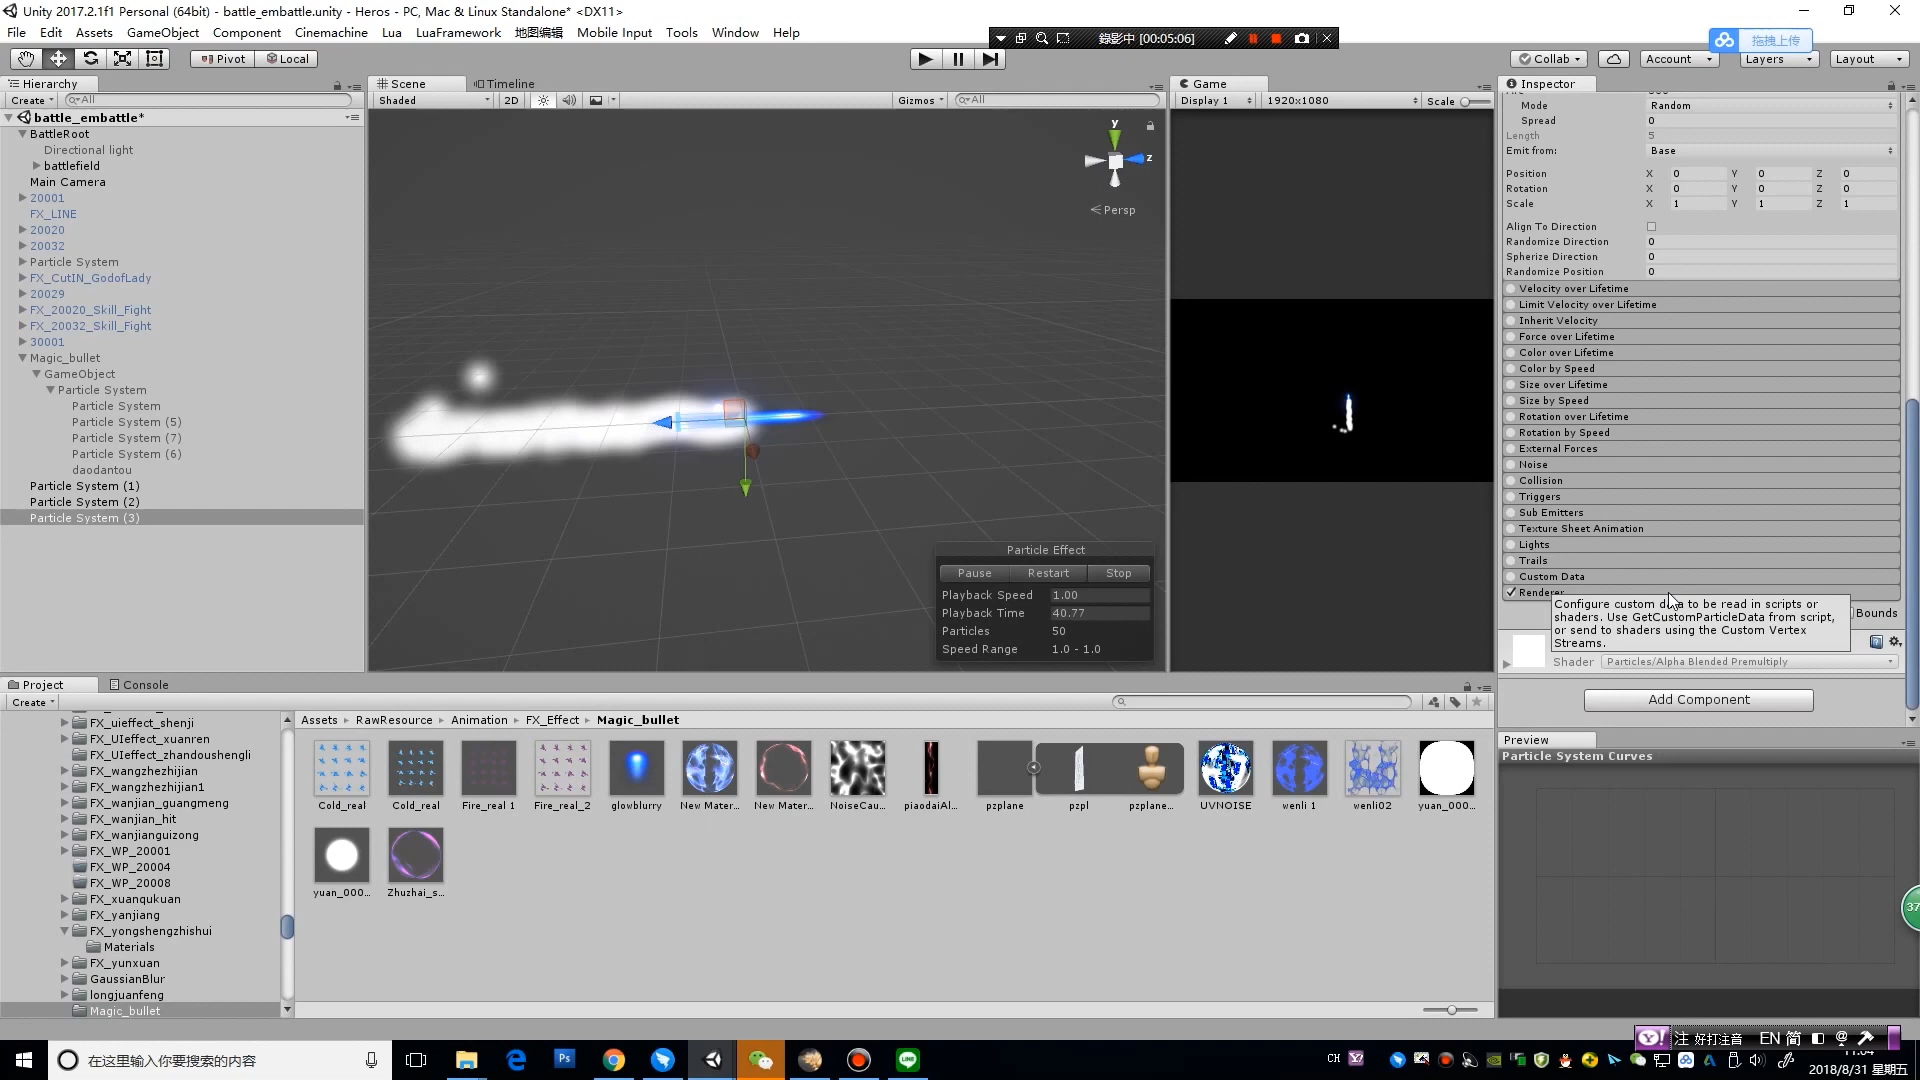 Unity 2017.2.1f1 Personal (64bit) - battle_embattle.unity - Heros - PC, Mac & Linux Standalone* <DX11>
File Edit Assets GameObject Component Cinemachine Lua LuaFramework 地图编辑 Mobile Input Tools Window Help
錄影中 [00:05:06]
拖拽上传
Pivot Local
Collab Account Layers Layout
Hierarchy
Create All
battle_embattle*
BattleRoot
Directional light
battlefield
Main Camera
20001
FX_LINE
20020
20032
Particle System
FX_CutIN_GodofLady
20029
FX_20020_Skill_Fight
FX_20032_Skill_Fight
30001
Magic_bullet
GameObject
Particle System
Particle System
Particle System (5)
Particle System (7)
Particle System (6)
daodantou
Particle System (1)
Particle System (2)
Particle System (3)
Scene Timeline
Shaded 2D Gizmos All
y
z
Persp
Particle Effect
Pause Restart Stop
Playback Speed 1.00
Playback Time 40.77
Particles 50
Speed Range 1.0 - 1.0
Game
Display 1 1920x1080 Scale
Inspector
Mode Random
Spread 0
Length 5
Emit from: Base
Position X 0 Y 0 Z 0
Rotation X 0 Y 0 Z 0
Scale X 1 Y 1 Z 1
Align To Direction
Randomize Direction 0
Spherize Direction 0
Randomize Position 0
Velocity over Lifetime
Limit Velocity over Lifetime
Inherit Velocity
Force over Lifetime
Color over Lifetime
Color by Speed
Size over Lifetime
Size by Speed
Rotation over Lifetime
Rotation by Speed
External Forces
Noise
Collision
Triggers
Sub Emitters
Texture Sheet Animation
Lights
Trails
Custom Data
Renderer
Configure custom data to be read in scripts or
shaders. Use GetCustomParticleData from script,
or send to shaders using the Custom Vertex
Streams.
Bounds
Shader Particles/Alpha Blended Premultiply
Add Component
Preview
Particle System Curves
37
Project Console
Create
FX_uieffect_shenji
FX_UIeffect_xuanren
FX_UIeffect_zhandoushengli
FX_wangzhezhijian
FX_wangzhezhijian1
FX_wanjian_guangmeng
FX_wanjian_hit
FX_wanjianguizong
FX_WP_20001
FX_WP_20004
FX_WP_20008
FX_xuanqukuan
FX_yanjiang
FX_yongshengzhishui
Materials
FX_yunxuan
GaussianBlur
longjuanfeng
Magic_bullet
Assets RawResource Animation FX_Effect Magic_bullet
Cold_real Cold_real Fire_real 1 Fire_real_2 glowblurry New Mater... New Mater... NoiseCau... piaodaiAl... pzplane pzpl pzplane... UVNOISE wenli 1 wenli02 yuan_000...
yuan_000... Zhuzhai_s...
注 好打注音 EN 简
在这里输入你要搜索的内容
CH
2018/8/31 星期五